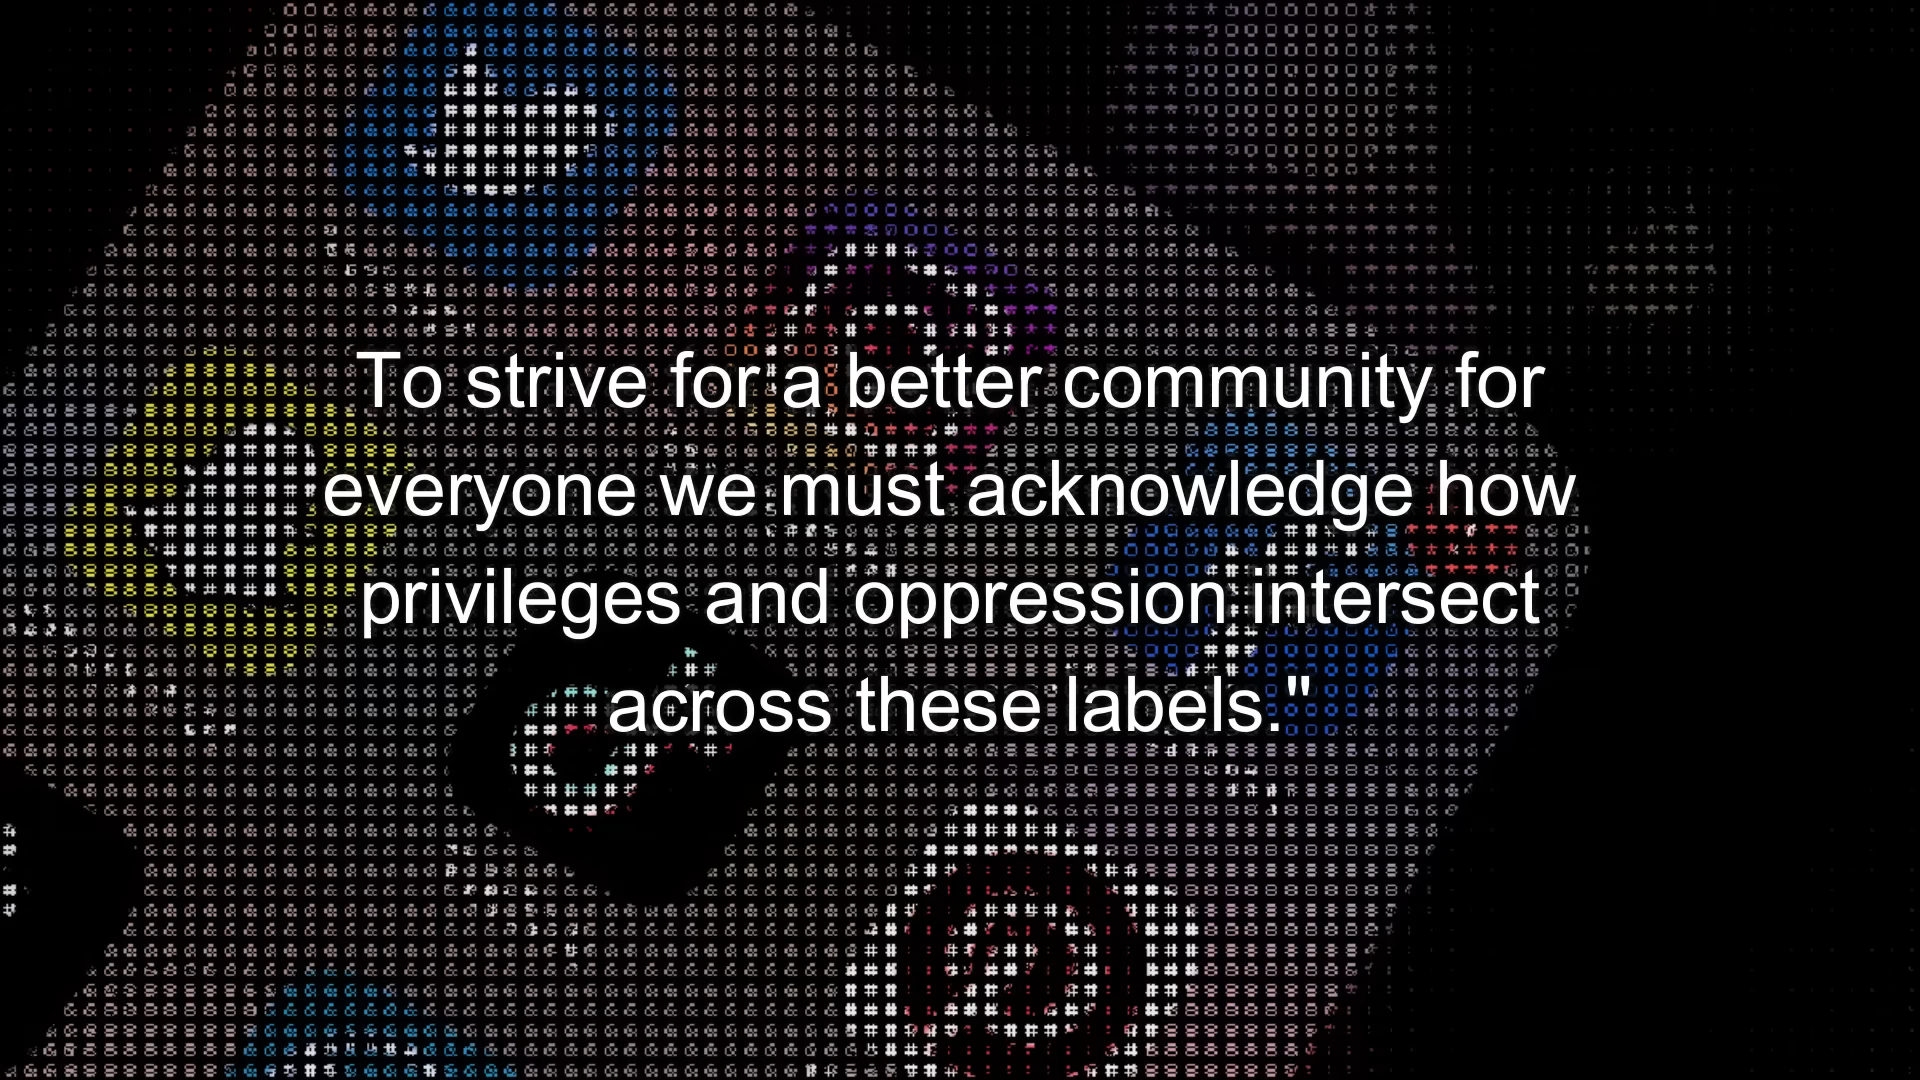 To strive for a better community for
everyone we must acknowledge how
privileges and oppression intersect
across these labels."